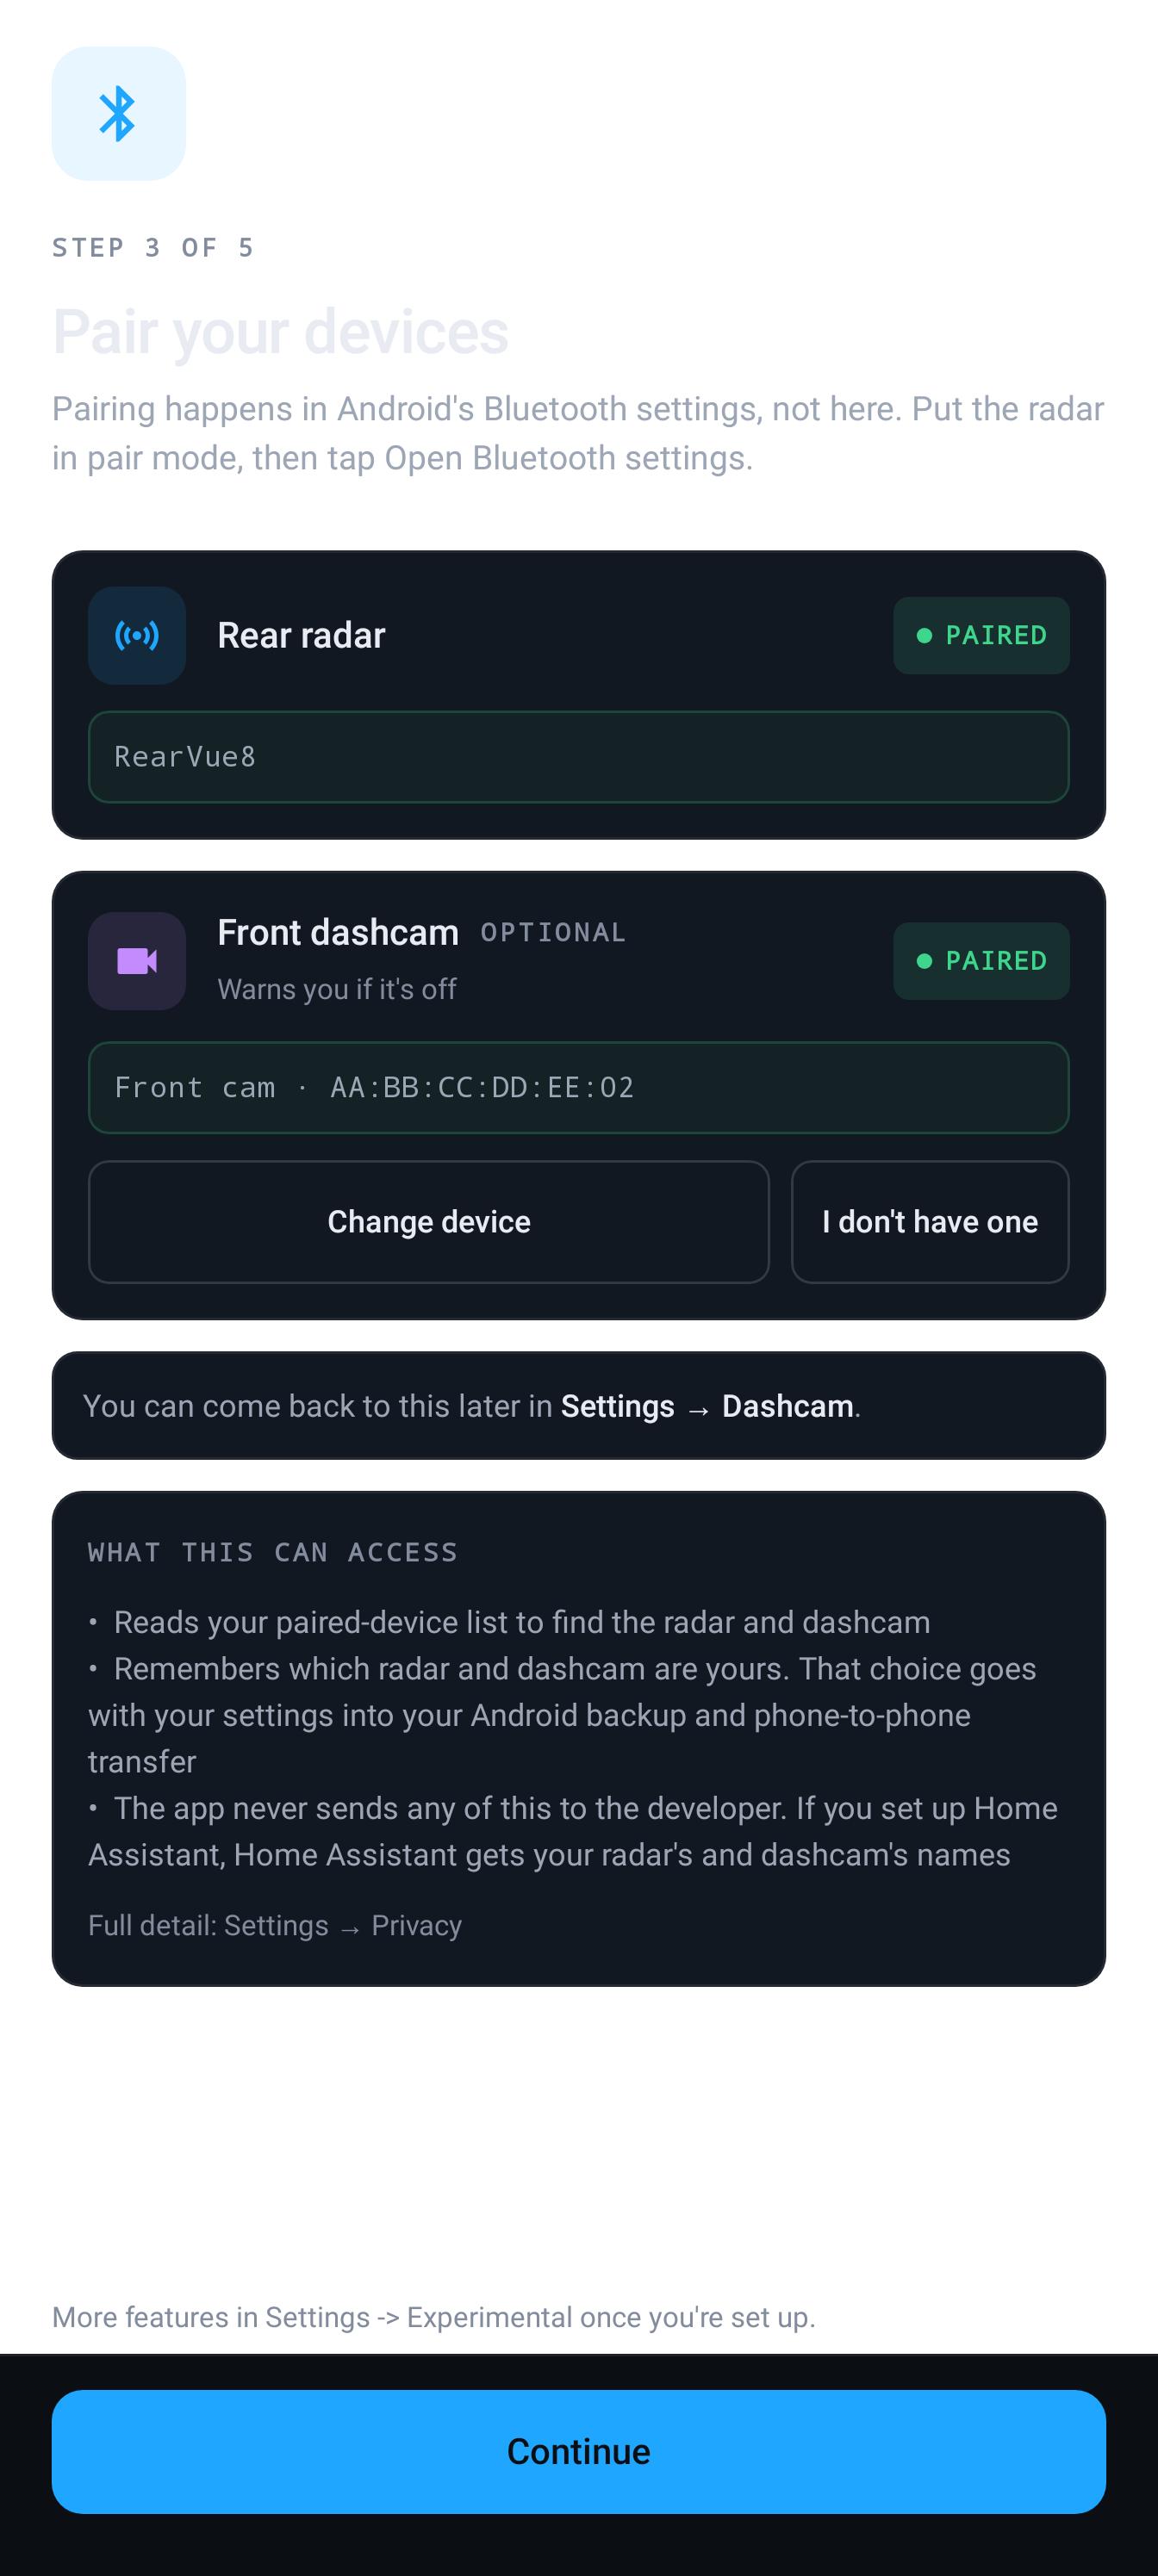 STEP 3 OF 5
Pair your devices
Pairing happens in Android's Bluetooth settings, not here. Put the radar
in pair mode, then tap Open Bluetooth settings.
Rear radar
PAIRED
RearVue8
Front dashcam OPTIONAL
Warns you if it's off
PAIRED
Front cam · AA:BB:CC:DD:EE:02
Change device
I don't have one
You can come back to this later in Settings → Dashcam.
WHAT THIS CAN ACCESS
• Reads your paired-device list to find the radar and dashcam
• Remembers which radar and dashcam are yours. That choice goes
with your settings into your Android backup and phone-to-phone
transfer
• The app never sends any of this to the developer. If you set up Home
Assistant, Home Assistant gets your radar's and dashcam's names
Full detail: Settings → Privacy
More features in Settings -> Experimental once you're set up.
Continue